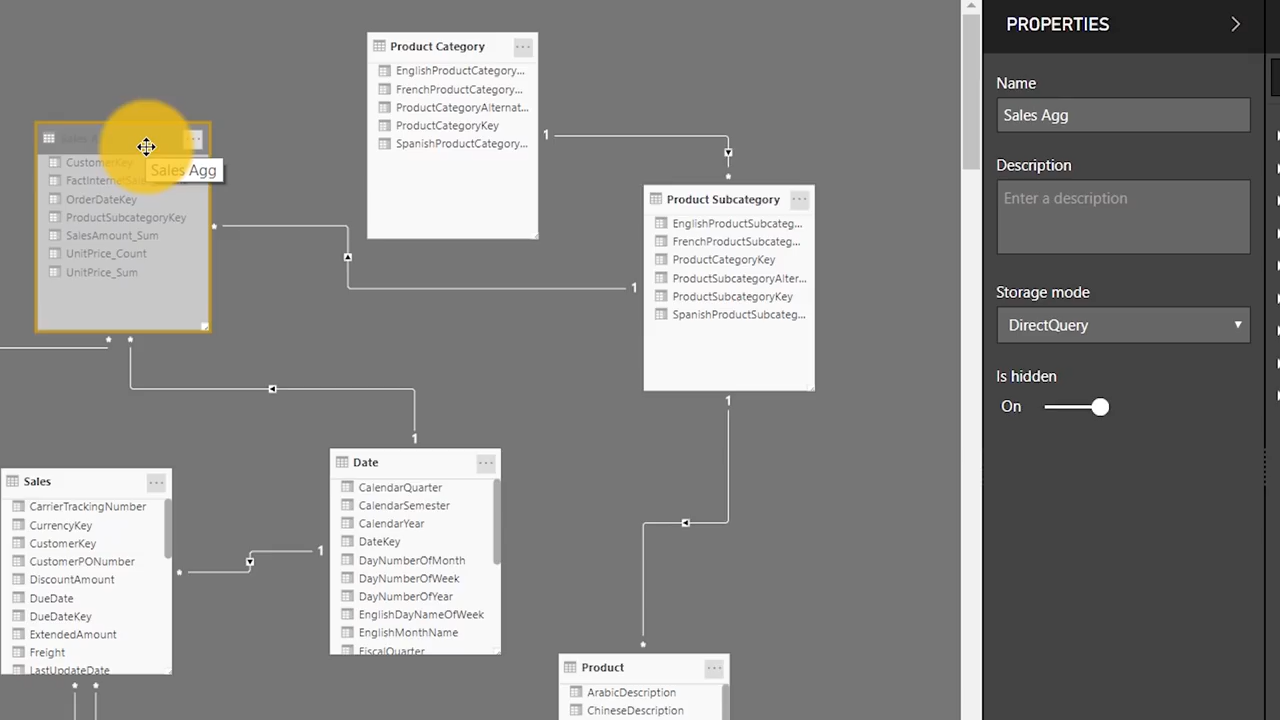 Product Category
EnglishProductCategory...
FrenchProductCategory...
ProductCategoryAlternat...
ProductCategoryKey
SpanishProductCategory...
1
*
CustomerKey
Sales Agg
OrderDateKey
ProductSubcategoryKey
SalesAmount_Sum
UnitPrice_Count
UnitPrice_Sum
*
1
* *
1
Product Subcategory
EnglishProductSubcateg...
FrenchProductSubcateg...
ProductCategoryKey
ProductSubcategoryAlter...
ProductSubcategoryKey
SpanishProductSubcateg...
1
*
Sales
CarrierTrackingNumber
CurrencyKey
CustomerKey
CustomerPONumber
DiscountAmount
DueDate
DueDateKey
ExtendedAmount
Freight
LastUpdateDate
*
1
* *
Date
CalendarQuarter
CalendarSemester
CalendarYear
DateKey
DayNumberOfMonth
DayNumberOfWeek
DayNumberOfYear
EnglishDayNameOfWeek
EnglishMonthName
FiscalQuarter
Product
ArabicDescription
ChineseDescription
PROPERTIES
Name
Sales Agg
Description
Enter a description
Storage mode
DirectQuery
Is hidden
On